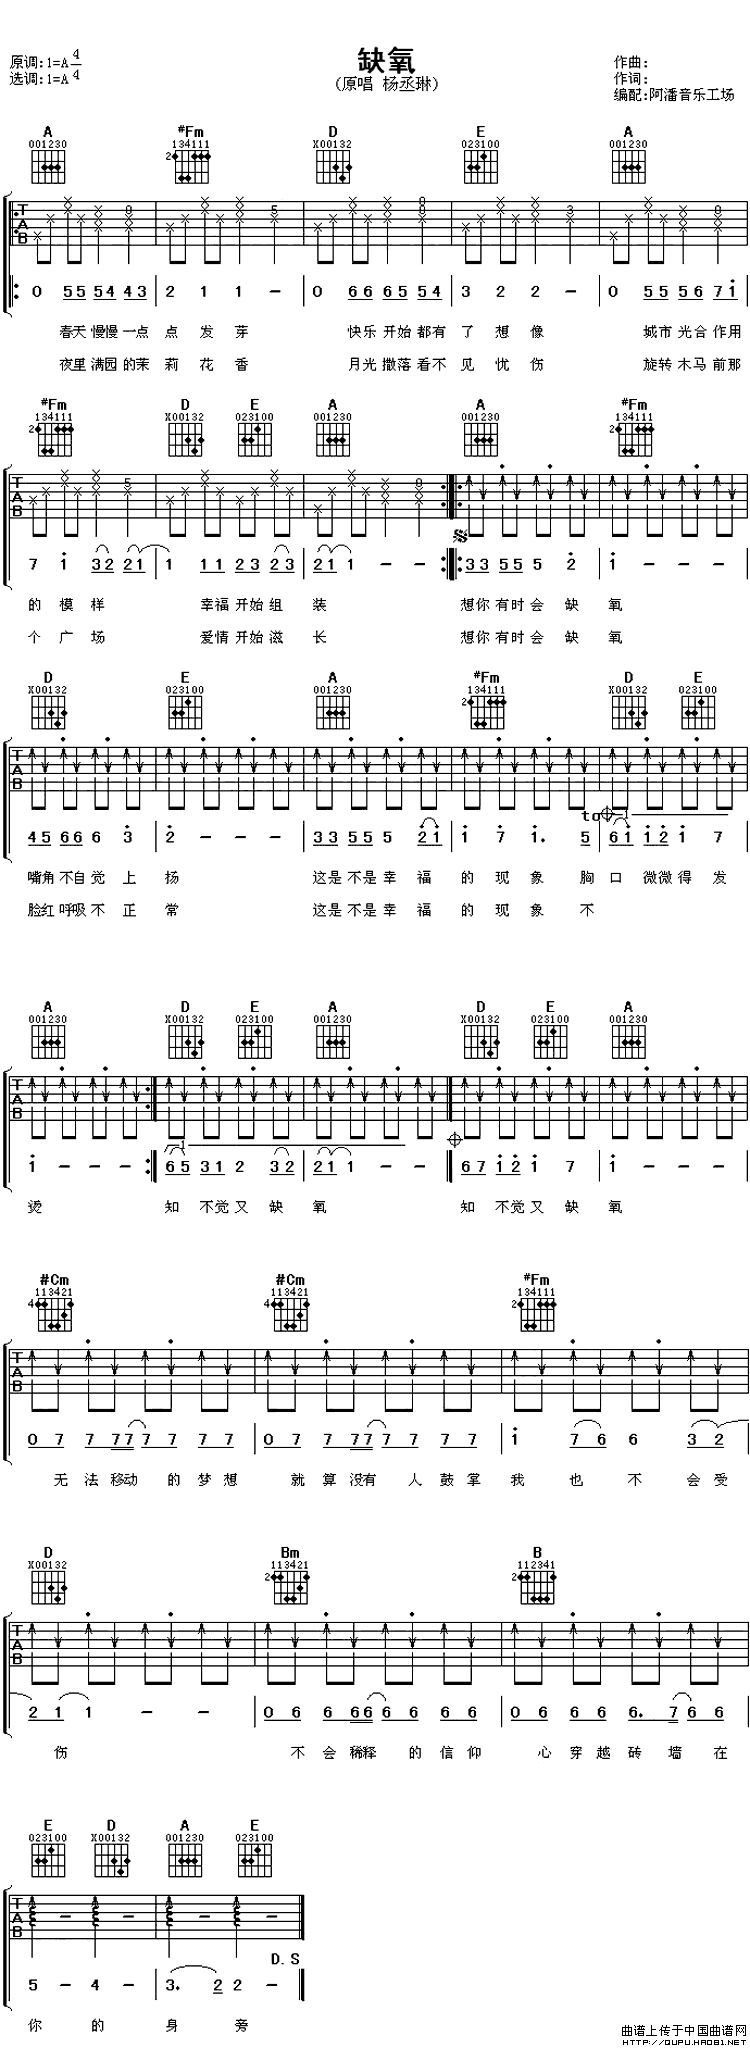 缺氧
(原唱 杨丞琳)
原调:1=A 4/4
选调:1=A
作曲:
作词:
编配:阿潘音乐工场
A #Fm D E A
001230 134111 X00132 023100 001230
2
T A B
0 5 0 3 0
0 55 54 43 2 1 1 - 0 66 65 54 3 2 2 - 0 55 56 71
春天 慢慢 一点 点 发 芽 快乐 开始 都有 了 想 像 城市 光合 作用
夜里 满园 的茉 莉 花 香 月光 撒落 看不 见 忧 伤 旋转 木马 前那
#Fm D E A A #Fm
134111 X00132 023100 001230 001230 134111
2 2
T A B
5 0
7 1 32 21 1 11 23 23 21 1 - - 33 55 5 2 1 - - -
的 模 样 幸福 开始 组 装 想你 有时 会 缺 氧
个 广 场 爱情 开始 滋 长 想你 有时 会 缺 氧
D E A #Fm D E
X00132 023100 001230 134111 X00132 023100
2
T A B
to 1
45 66 6 3 2 - - - 33 55 5 21 1 7 1. 5 61 12 1 7
嘴角 不自 觉 上 扬 这是 不是 幸 福 的 现 象 胸 口 微微 得 发
脸红 呼吸 不 正 常 这是 不是 幸 福 的 现 象 不
A D E A D E A
001230 X00132 023100 001230 X00132 023100 001230
T A B
1
1 - - - 65 31 2 32 21 1 - - 67 12 1 7 1 - - -
烫 知 不觉 又 缺 氧 知 不觉 又 缺 氧
#Cm #Cm #Fm
113421 113421 134111
4 4 2
T A B
0 7 7 77 7 7 7 7 0 7 7 77 7 7 7 7 1 7 6 6 3 2
无 法 移动 的 梦 想 就 算 没有 人 鼓 掌 我 也 不 会 受
D Bm B
X00132 113421 112341
2 2
T A B
2 1 1 - - 0 6 6 66 6 6 6 6 0 6 6 6 6. 7 6 6
伤 不 会 稀释 的 信 仰 心 穿 越 砖 墙 在
E D A E
023100 X00132 001230 023100
T A B
D.S
5 - 4 - 3. 2 2 -
你 的 身 旁
曲谱上传于中国曲谱网
http://QUPU.HAO81.NET